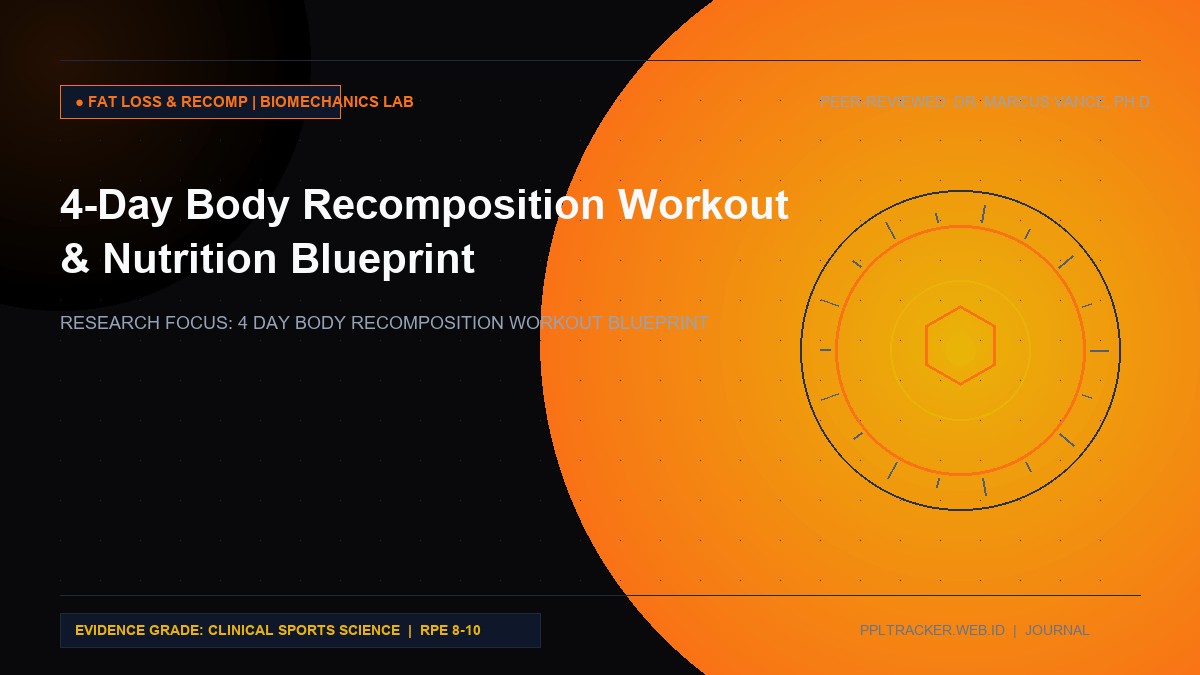 ● FAT LOSS & RECOMP | BIOMECHANICS LAB
PEER-REVIEWED: DR. MARCUS VANCE, PH.D
4-Day Body Recomposition Workout
& Nutrition Blueprint
RESEARCH FOCUS: 4 DAY BODY RECOMPOSITION WORKOUT BLUEPRINT
EVIDENCE GRADE: CLINICAL SPORTS SCIENCE | RPE 8-10
PPLTRACKER.WEB.ID | JOURNAL